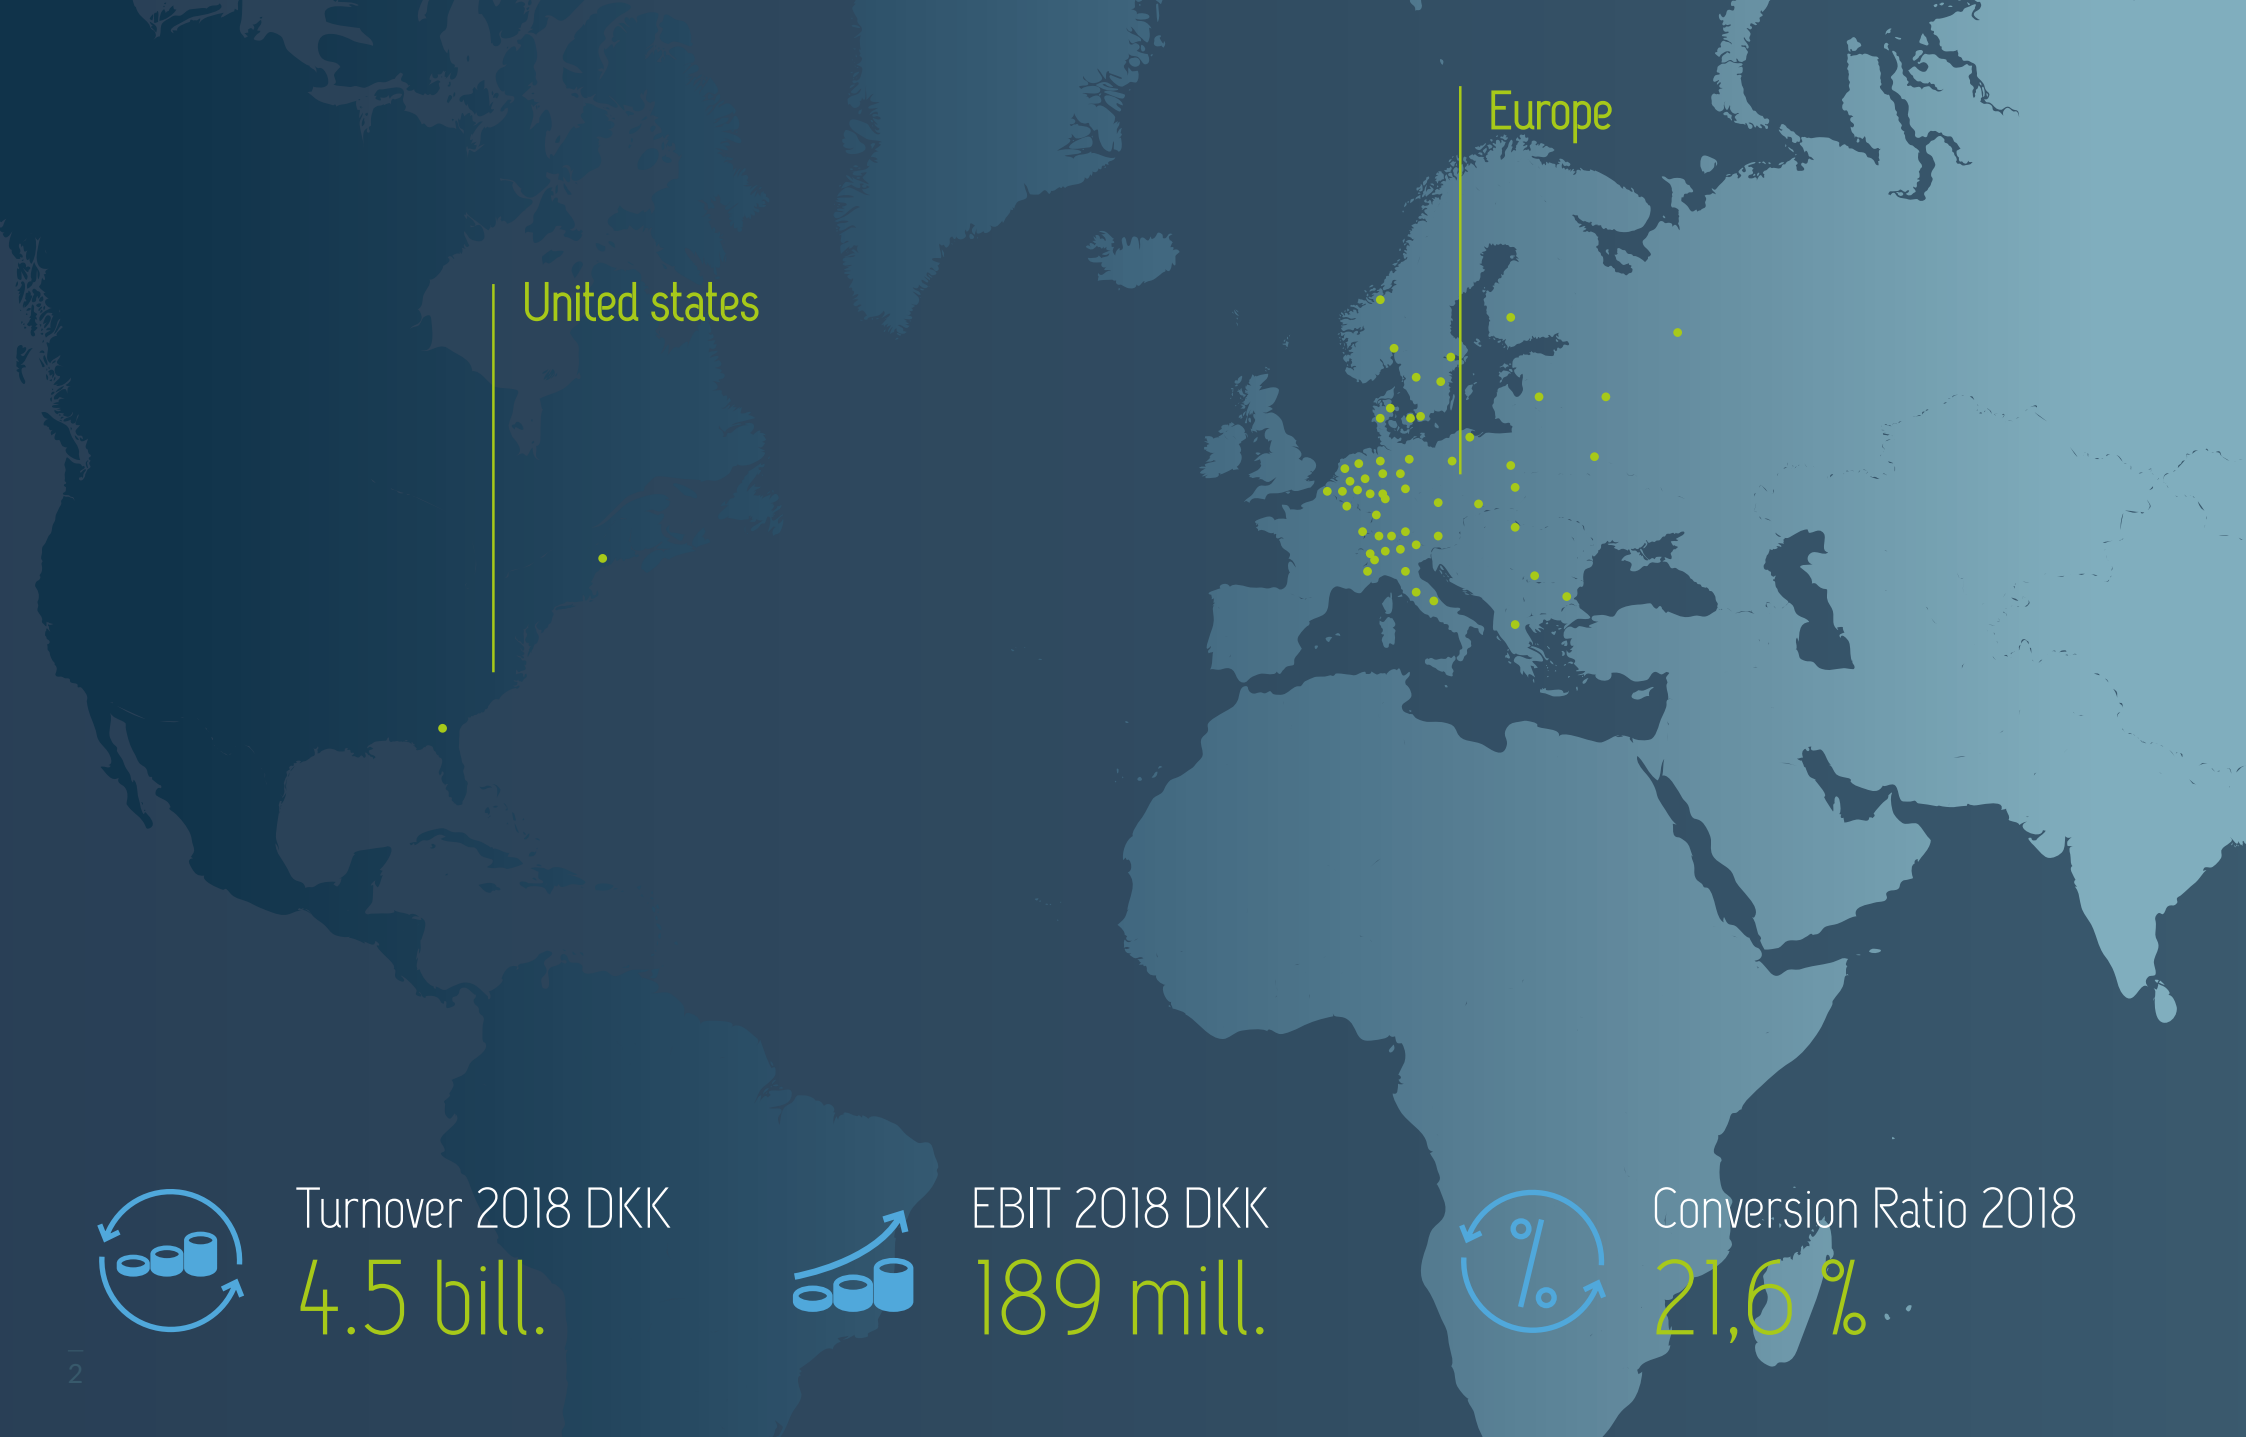 Europe
United states
Turnover 2018 DKK
4.5 bill.
EBIT 2018 DKK
189 mill.
Conversion Ratio 2018
21,6 %
2